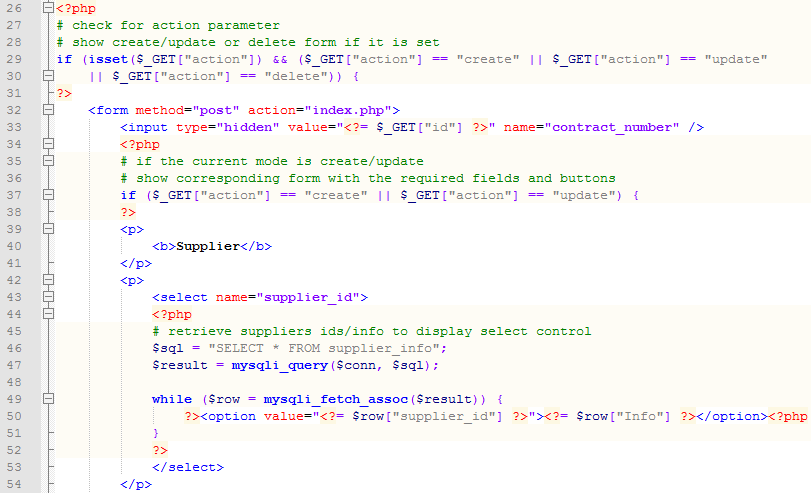 26 <?php
27 # check for action parameter
28 # show create/update or delete form if it is set
29 if (isset($_GET["action"]) && ($_GET["action"] == "create" || $_GET["action"] == "update"
30     || $_GET["action"] == "delete")) {
31 ?>
32     <form method="post" action="index.php">
33         <input type="hidden" value="<?= $_GET["id"] ?>" name="contract_number" />
34         <?php
35         # if the current mode is create/update
36         # show corresponding form with the required fields and buttons
37         if ($_GET["action"] == "create" || $_GET["action"] == "update") {
38         ?>
39         <p>
40             <b>Supplier</b>
41         </p>
42         <p>
43             <select name="supplier_id">
44             <?php
45             # retrieve suppliers ids/info to display select control
46             $sql = "SELECT * FROM supplier_info";
47             $result = mysqli_query($conn, $sql);
48
49             while ($row = mysqli_fetch_assoc($result)) {
50                 ?><option value="<?= $row["supplier_id"] ?>"><?= $row["Info"] ?></option><?php
51             }
52             ?>
53             </select>
54         </p>